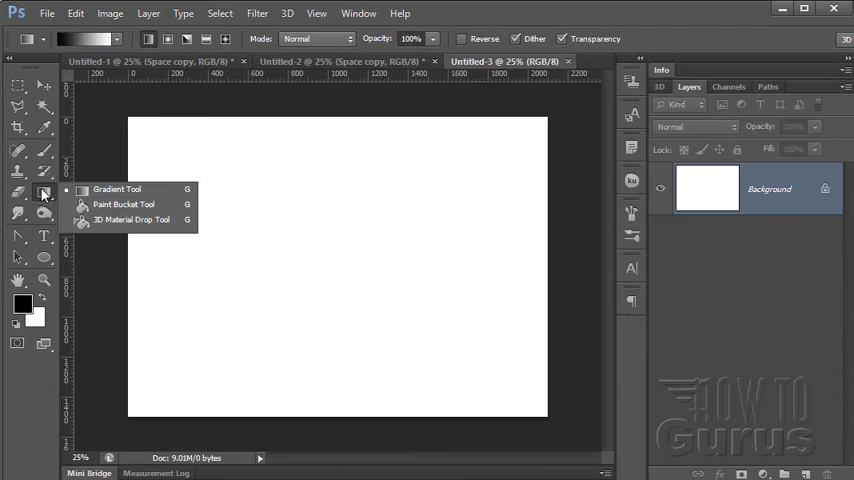 Ps File Edit Image Layer Type Select Filter 3D View Window Help
Mode: Normal Opacity: 100% Reverse Dither Transparency 3D
Untitled-1 @ 25% (Space copy, RGB/8) * × Untitled-2 @ 25% (Space copy, RGB/8) * × Untitled-3 @ 25% (RGB/8) ×
200 0 200 400 600 800 1000 1200 1400 1600 1800 2000 2200
Info
3D Layers Channels Paths
Kind
Normal Opacity: 100%
Lock: Fill: 100%
Background
Gradient Tool G
Paint Bucket Tool G
3D Material Drop Tool G
T
ku
A
HOW TO
Gurus
25% Doc: 9.01M/0 bytes
Mini Bridge Measurement Log
fx